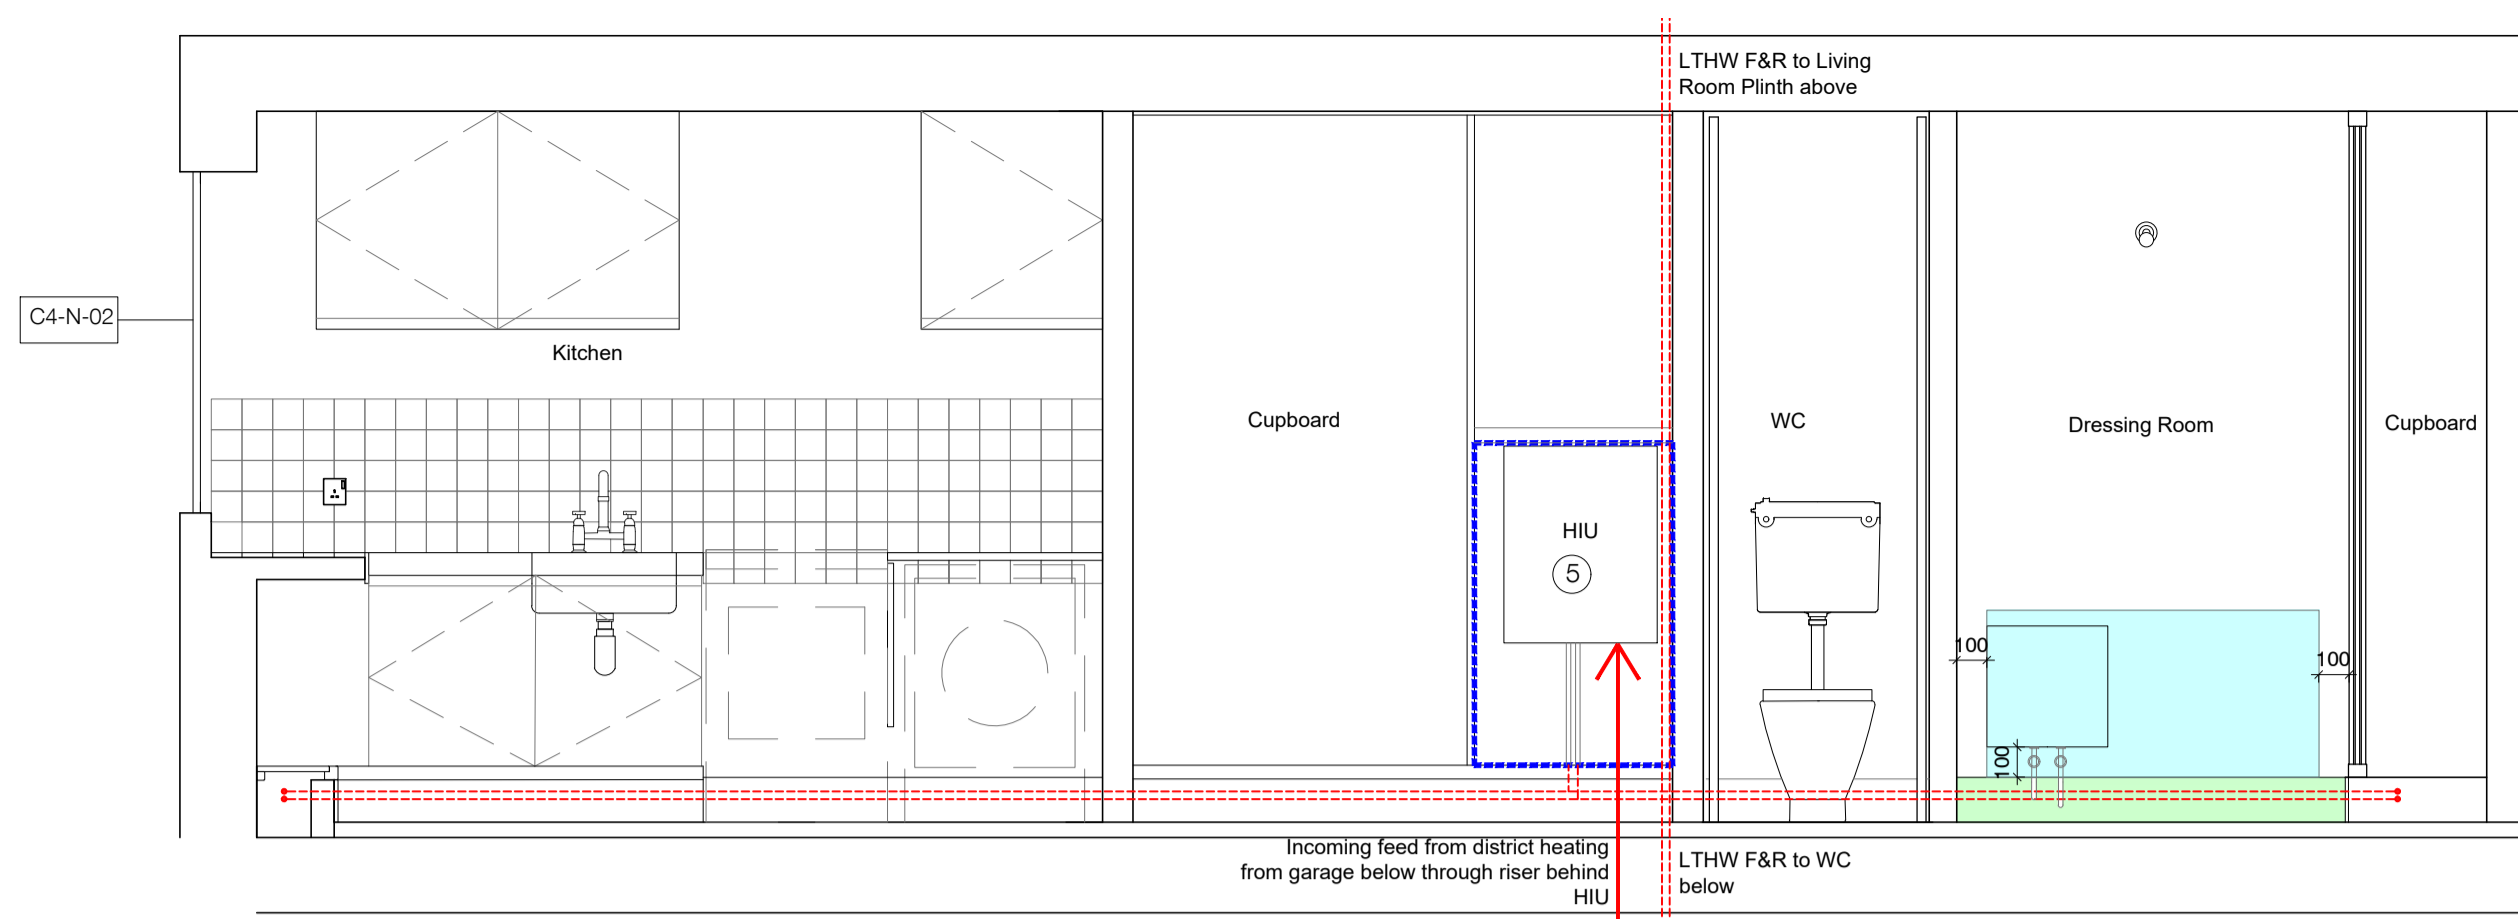 LTHW F&R to Living
Room Plinth above
C4-N-02
Kitchen
Cupboard
WC
Dressing Room
Cupboard
HIU
5
100
100
100
Incoming feed from district heating
from garage below through riser behind
HIU
LTHW F&R to WC
below